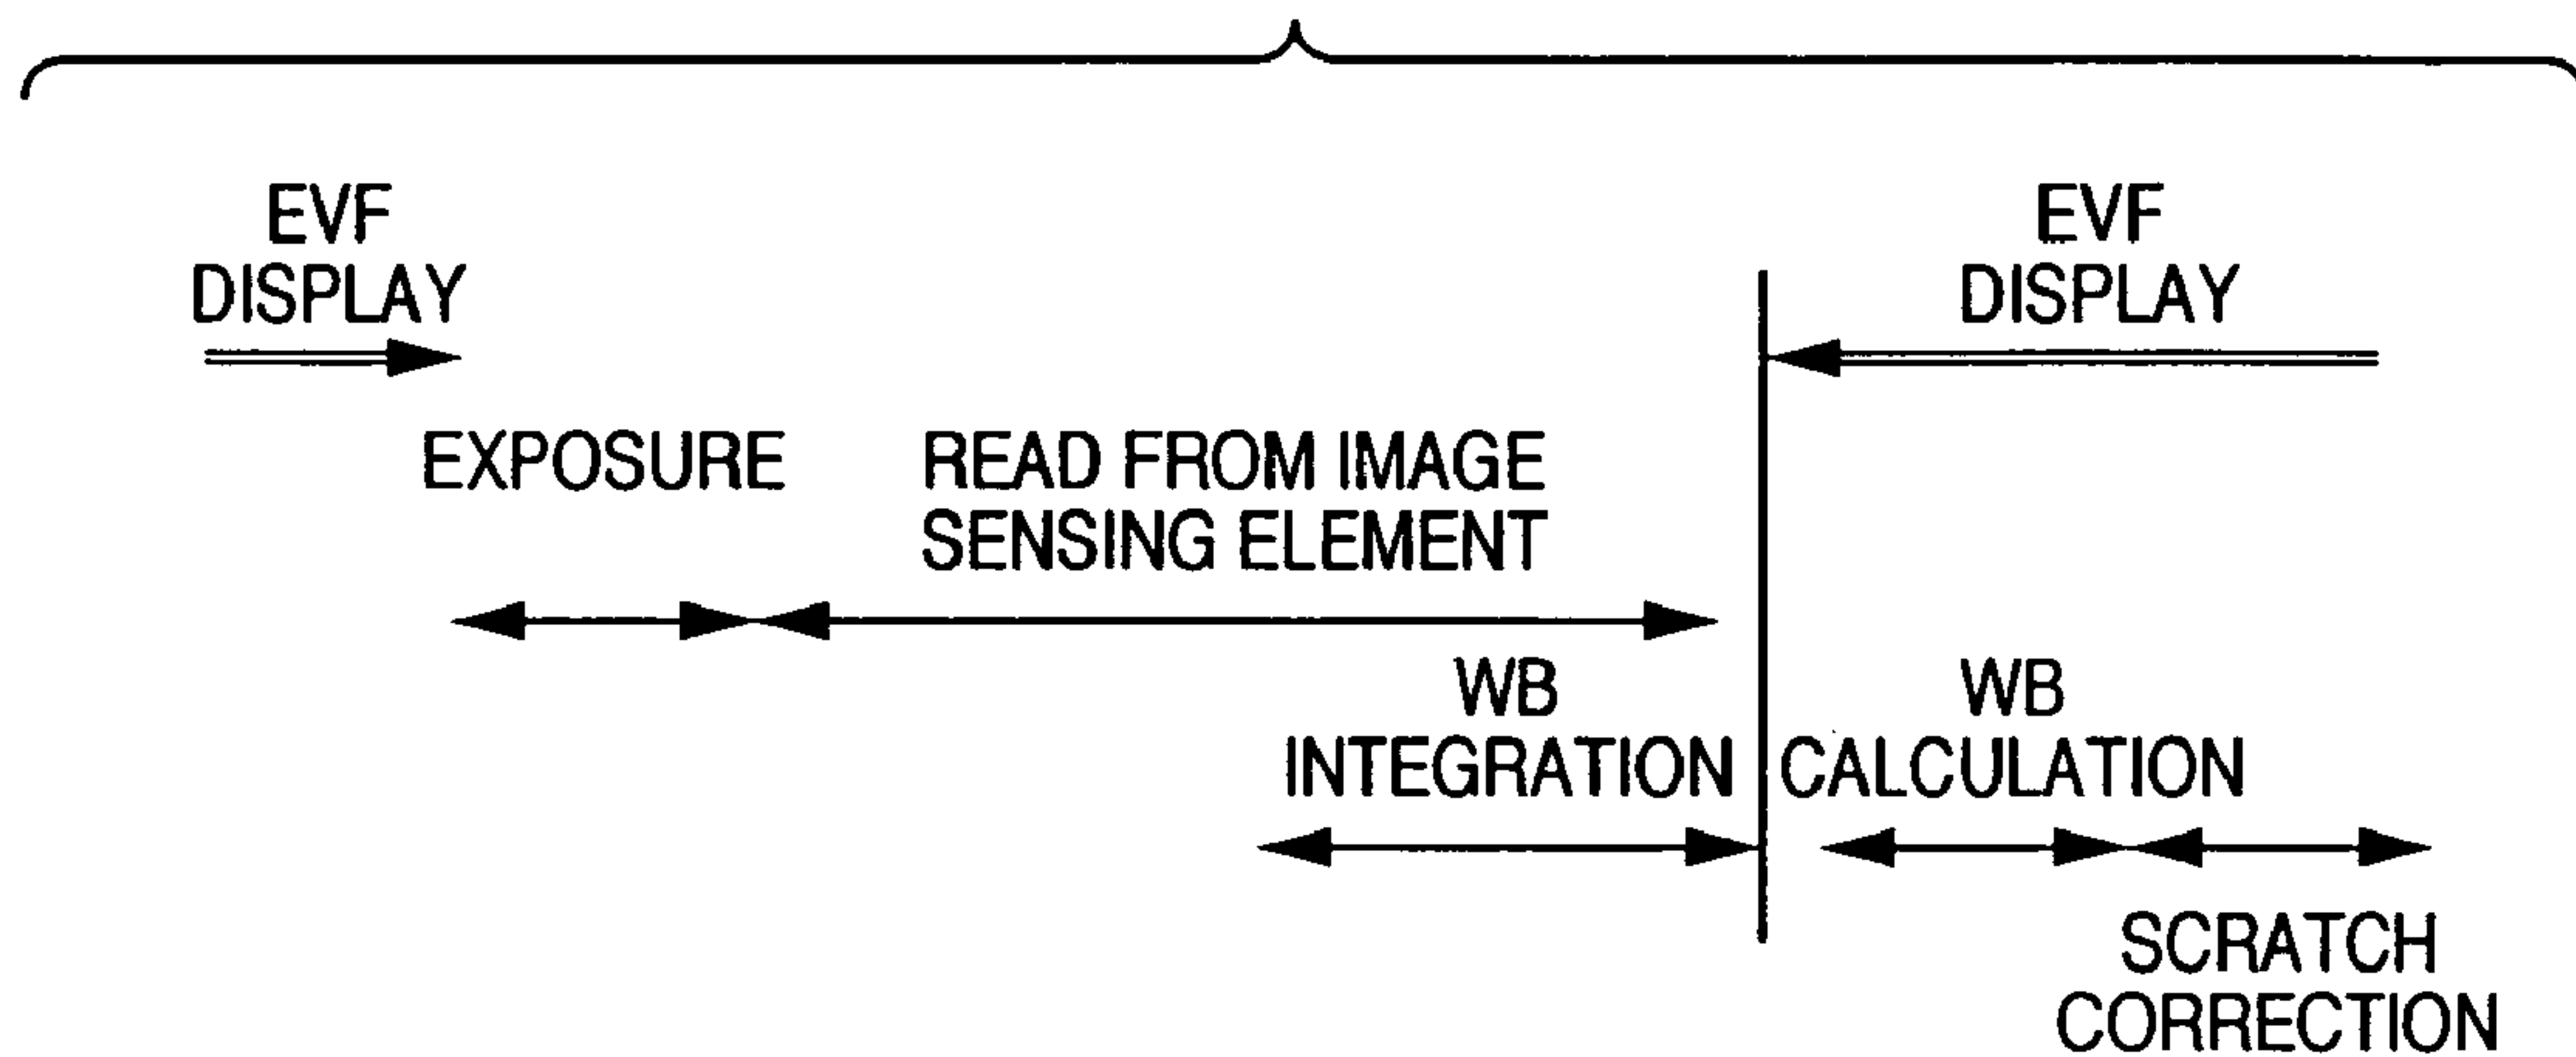 EVF
DISPLAY
EVF
DISPLAY
EXPOSURE
READ FROM IMAGE
SENSING ELEMENT
WB
INTEGRATION
WB
CALCULATION
SCRATCH
CORRECTION